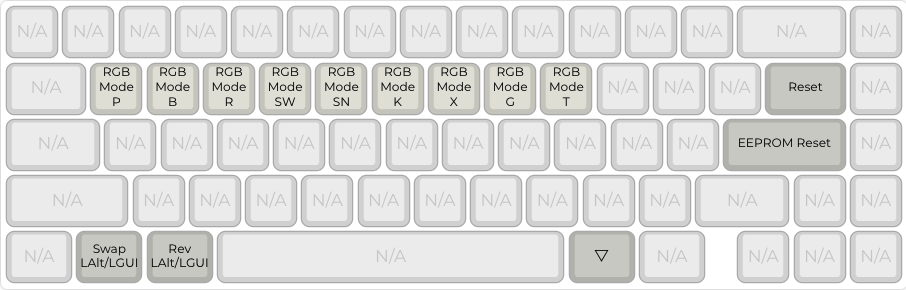 N/A N/A N/A N/A N/A N/A N/A N/A N/A N/A N/A N/A N/A N/A N/A
RGB RGB RGB RGB RGB RGB RGB RGB RGB
N/A Mode Mode Mode Mode Mode Mode Mode Mode Mode N/A N/A N/A Reset N/A
P B R SW SN K X G T
N/A N/A N/A N/A N/A N/A N/A N/A N/A N/A N/A N/A EEPROM Reset N/A
N/A N/A N/A N/A N/A N/A N/A N/A N/A N/A N/A N/A N/A N/A
Swap Rev
N/A LAlt/LGUI LAlt/LGUI N/A ▽ N/A N/A N/A N/A